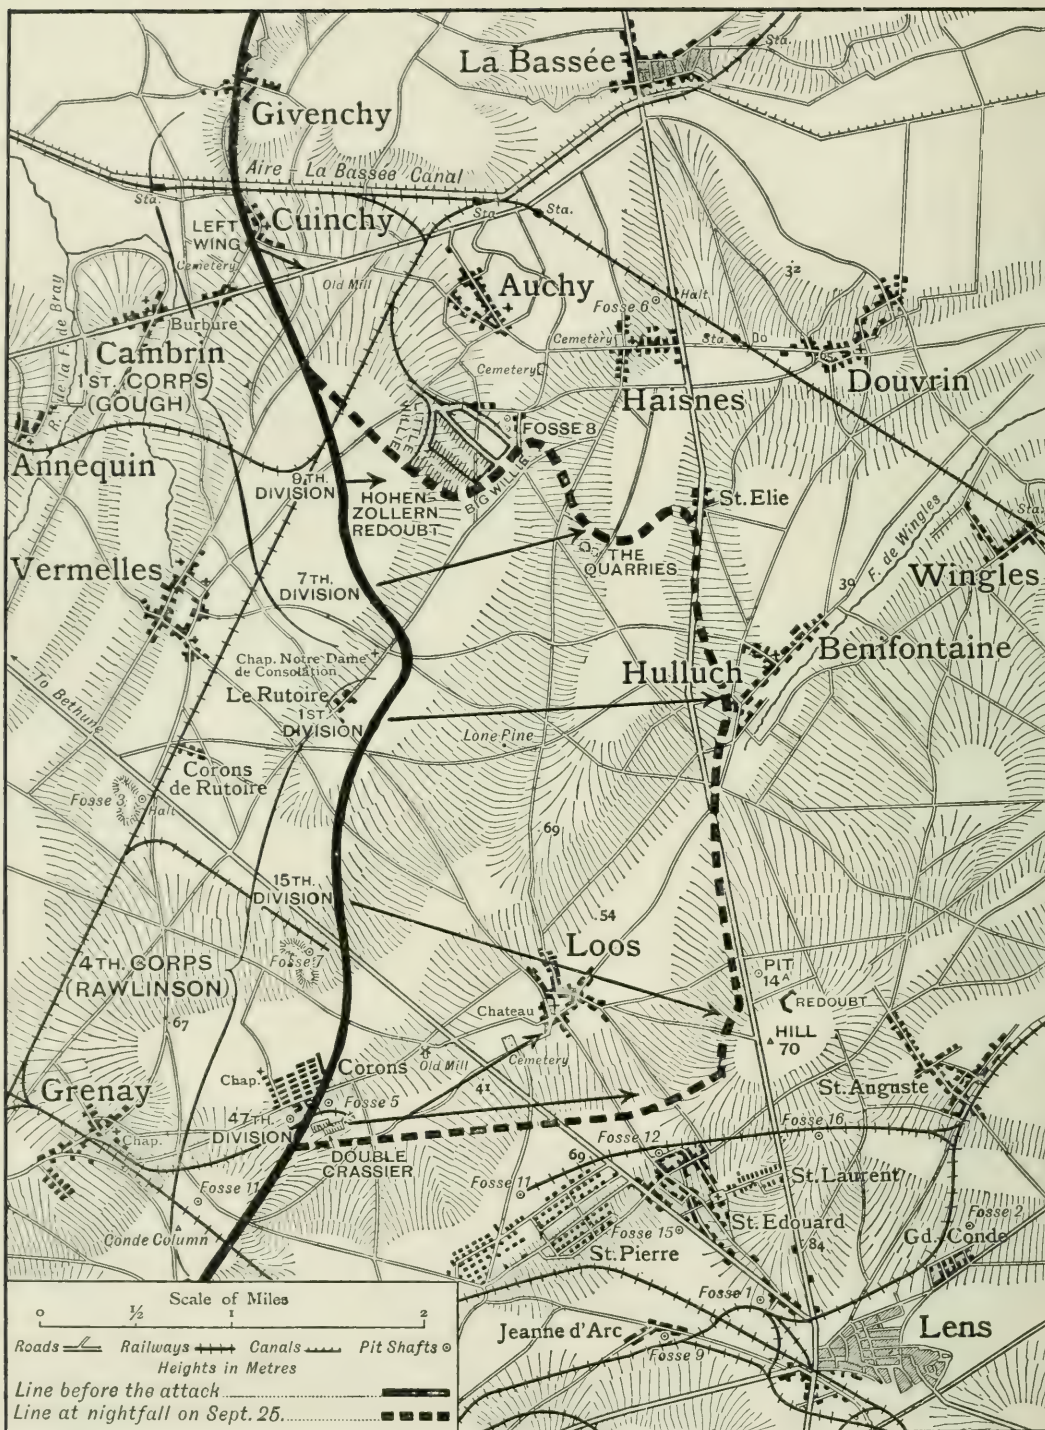 La Bassée
Sta.
Givenchy
Aire - La Bassée Canal
Sta.
Sta.
Sta.
LEFT
WING
Cuinchy
Cemetery
Old Mill
R. de la F. de Bray
Auchy
32
Fosse 6
Halt
Burbure
Cemetery
Sta.
Do
Cambrin
1ST. CORPS
(GOUGH)
Cemetery
Haisnes
Douvrin
LITTLE
WILLIE
FOSSE 8
Annequin
9TH.
DIVISION
HOHEN-
ZOLLERN
REDOUBT
BIG WILLIE
St. Elie
F. de Wingles
Sta.
THE
QUARRIES
Vermelles
7TH.
DIVISION
39
Wingles
Chap. Notre Dame
de Consolation
Benifontaine
Hulluch
Le Rutoire
1ST.
DIVISION
To Bethune
Lone Pine
Corons
de Rutoire
Fosse 3
Halt
69
15TH.
DIVISION
54
Loos
4TH. CORPS
(RAWLINSON)
Fosse 7
PIT
14A
REDOUBT
Chateau
67
HILL
70
Corons
Old Mill
Cemetery
Chap.
Grenay
41
St. Auguste
Fosse 5
47TH.
DIVISION
Chap.
DOUBLE
CRASSIER
Fosse 12
Fosse 16
69
Fosse 11
Fosse 11
St. Laurent
Conde Column
Fosse 15
St. Edouard
Fosse 2
St. Pierre
84
Gd. Conde
Fosse 1
Jeanne d'Arc
Fosse 9
Lens
Scale of Miles
0 ½ 1 2
Roads Railways Canals Pit Shafts
Heights in Metres
Line before the attack
Line at nightfall on Sept. 25.